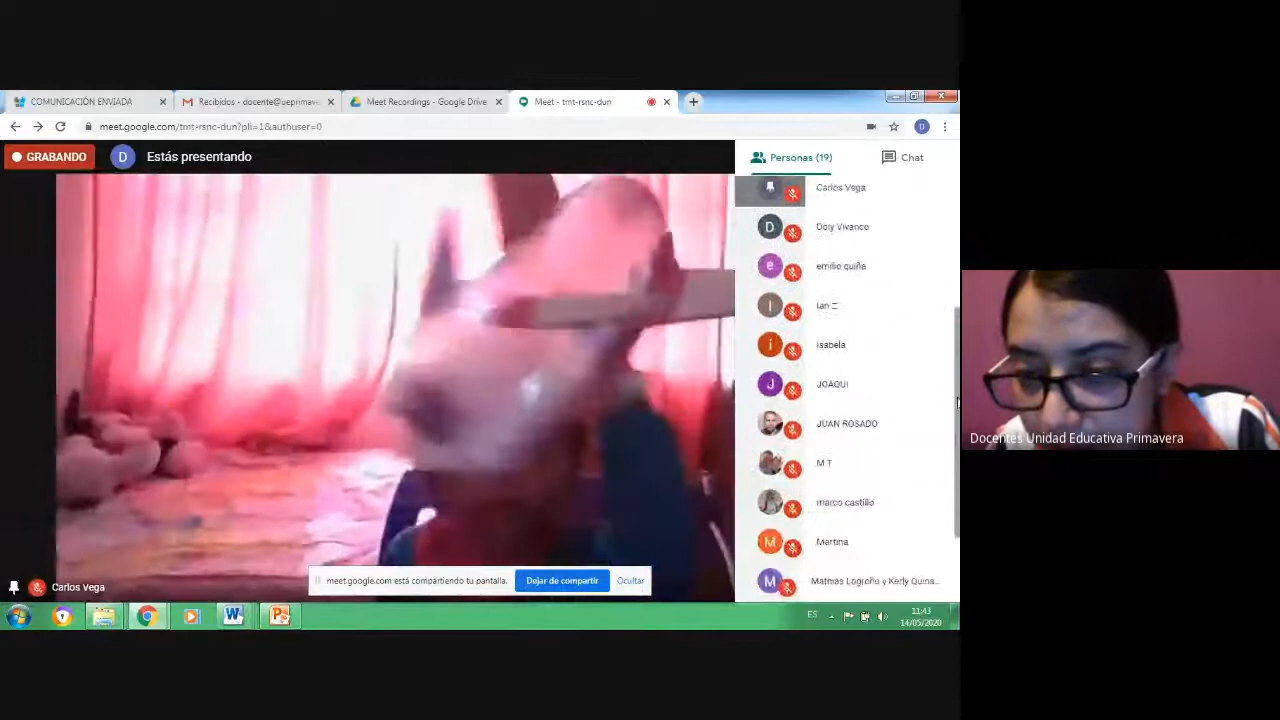 COMUNICACIÓN ENVIADA
Recibidos - docente@ueprimave
Meet Recordings - Google Drive
Meet - tmt-rsnc-dun
meet.google.com/tmt-rsnc-dun?pli=1&authuser=0
GRABANDO
D
Estás presentando
Personas (19)
Chat
Carlos Vega
D
Doly Vivanco
e
emilio quiña
I
Ian
i
isabela
J
JOAQUI
JUAN ROSADO
M T
marco castillo
M
Martina
M
Mathias Logroño y Kerly Quina...
Carlos Vega
meet.google.com está compartiendo tu pantalla.
Dejar de compartir
Ocultar
ES
11:43
14/05/2020
Docentes Unidad Educativa Primavera